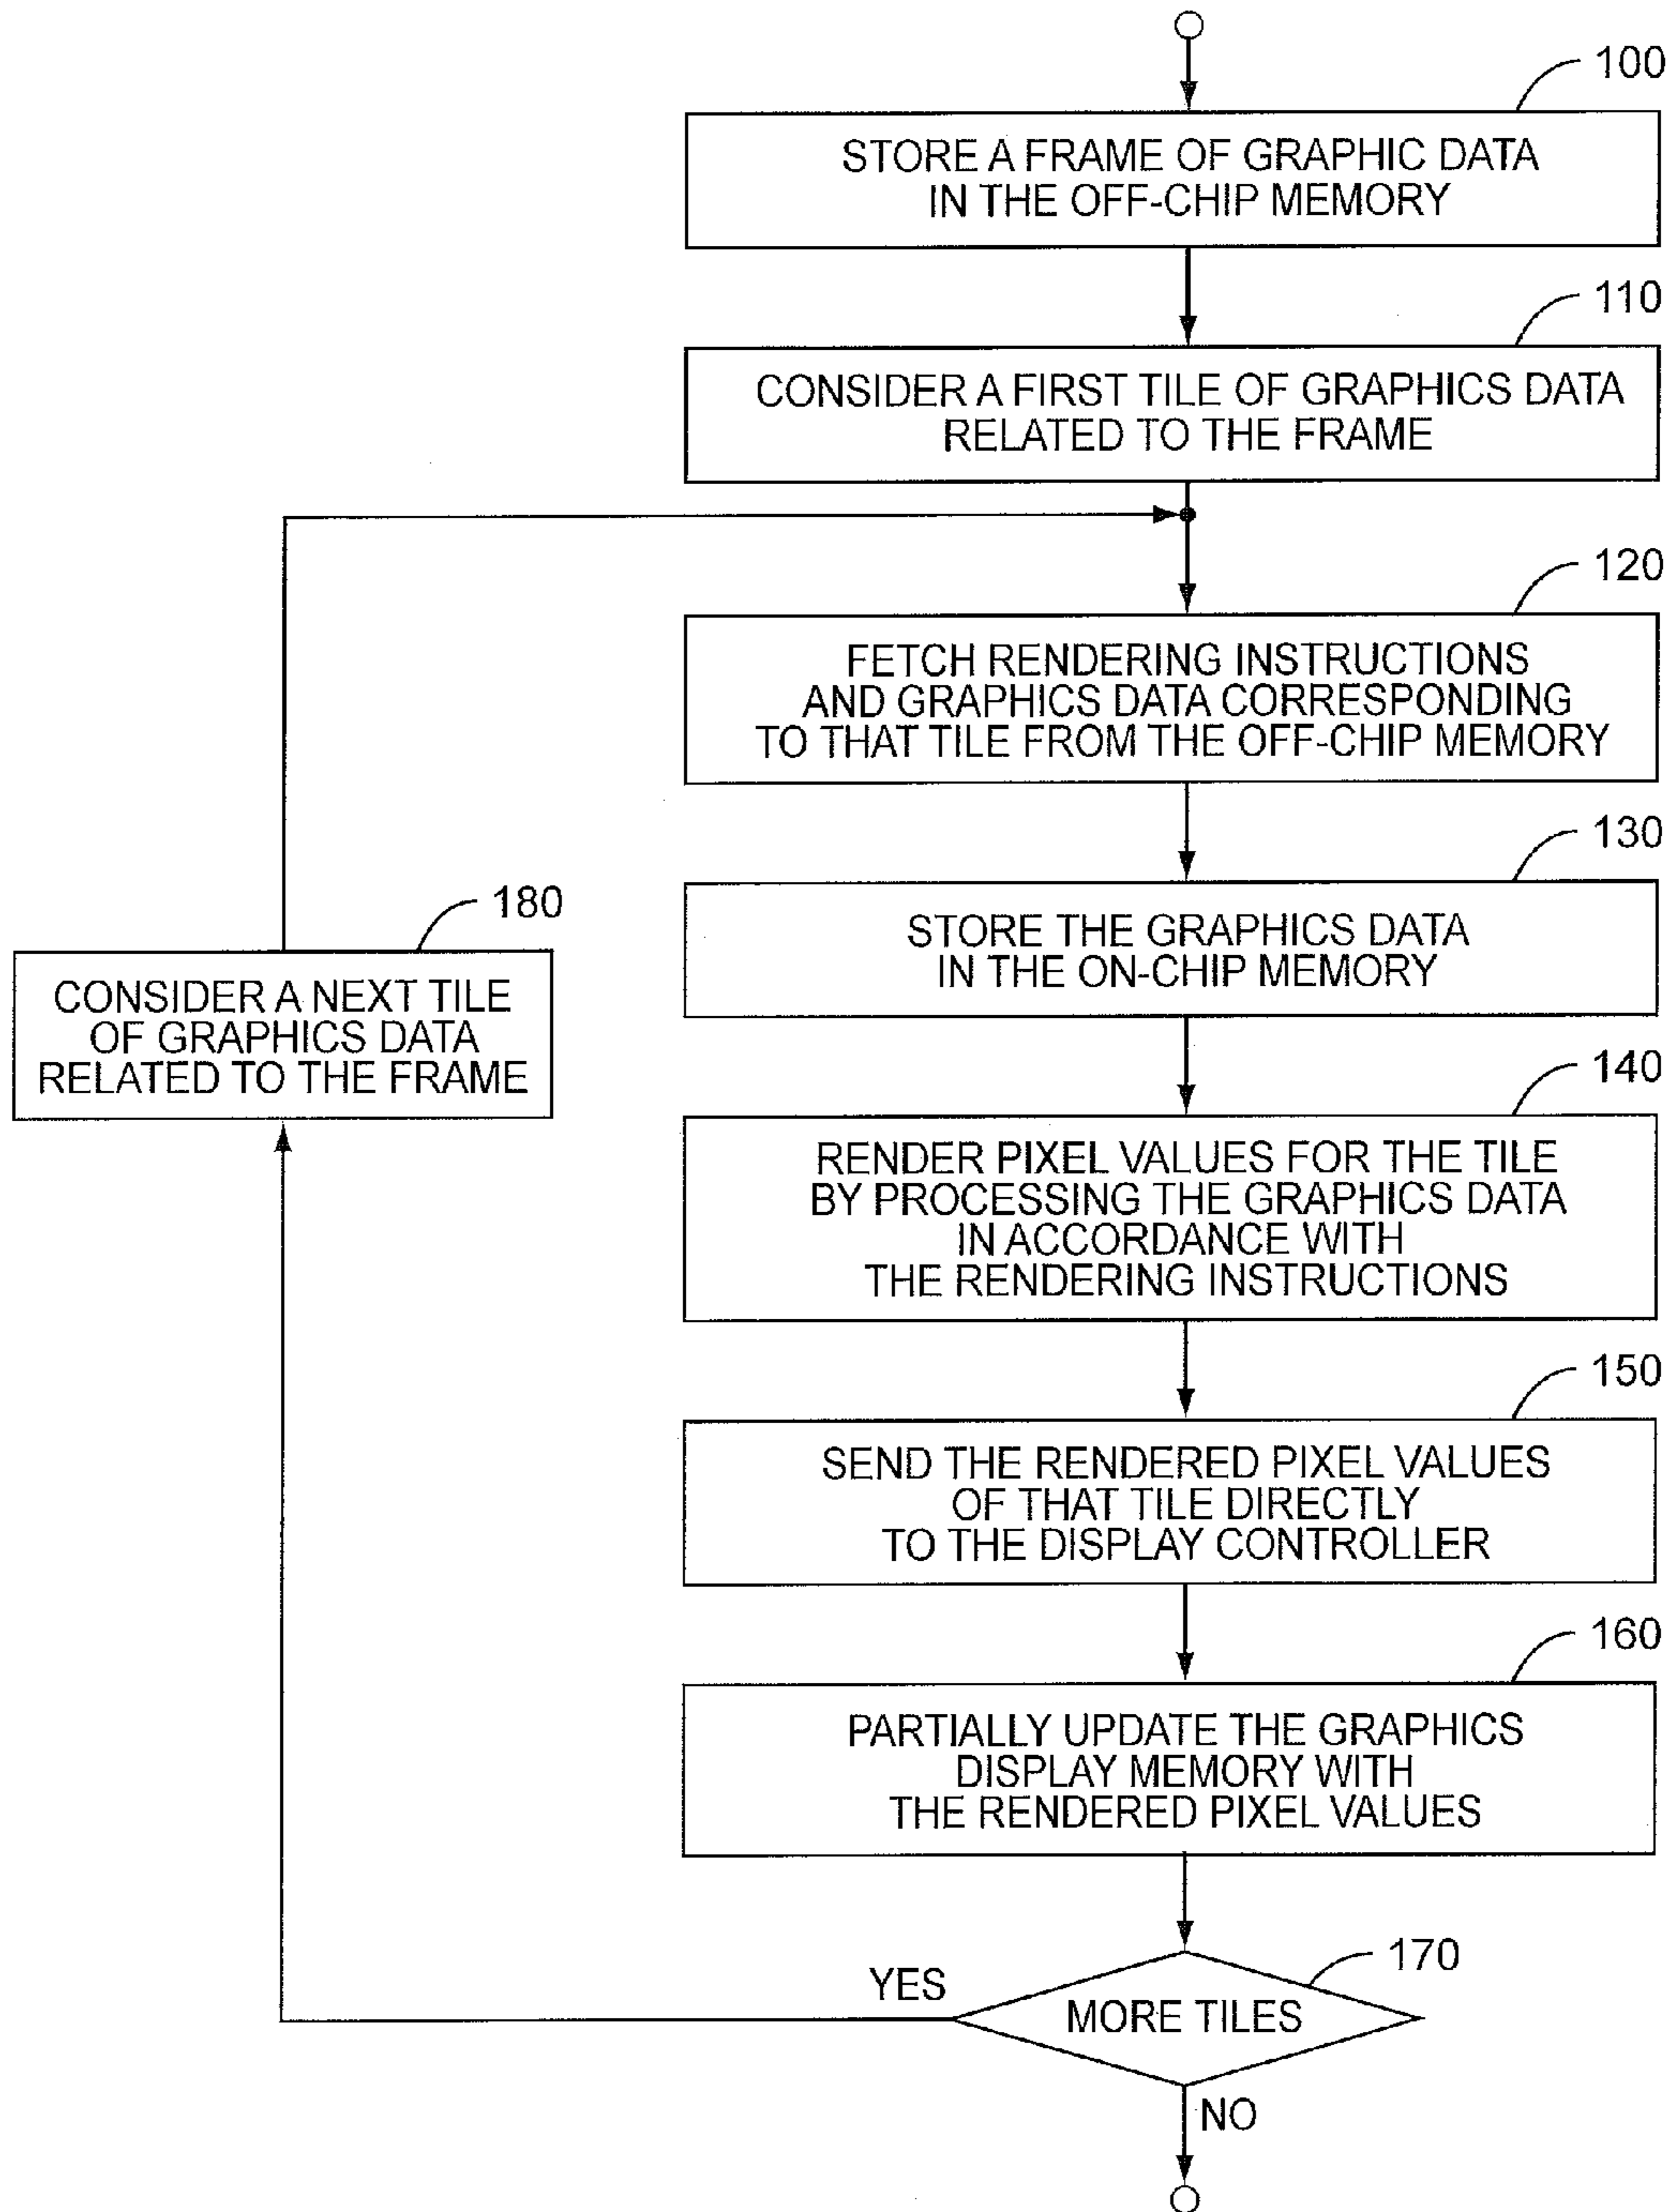 100
STORE A FRAME OF GRAPHIC DATA
IN THE OFF-CHIP MEMORY
110
CONSIDER A FIRST TILE OF GRAPHICS DATA
RELATED TO THE FRAME
120
FETCH RENDERING INSTRUCTIONS
AND GRAPHICS DATA CORRESPONDING
TO THAT TILE FROM THE OFF-CHIP MEMORY
130
STORE THE GRAPHICS DATA
IN THE ON-CHIP MEMORY
180
CONSIDER A NEXT TILE
OF GRAPHICS DATA
RELATED TO THE FRAME
140
RENDER PIXEL VALUES FOR THE TILE
BY PROCESSING THE GRAPHICS DATA
IN ACCORDANCE WITH
THE RENDERING INSTRUCTIONS
150
SEND THE RENDERED PIXEL VALUES
OF THAT TILE DIRECTLY
TO THE DISPLAY CONTROLLER
160
PARTIALLY UPDATE THE GRAPHICS
DISPLAY MEMORY WITH
THE RENDERED PIXEL VALUES
170
YES
MORE TILES
NO